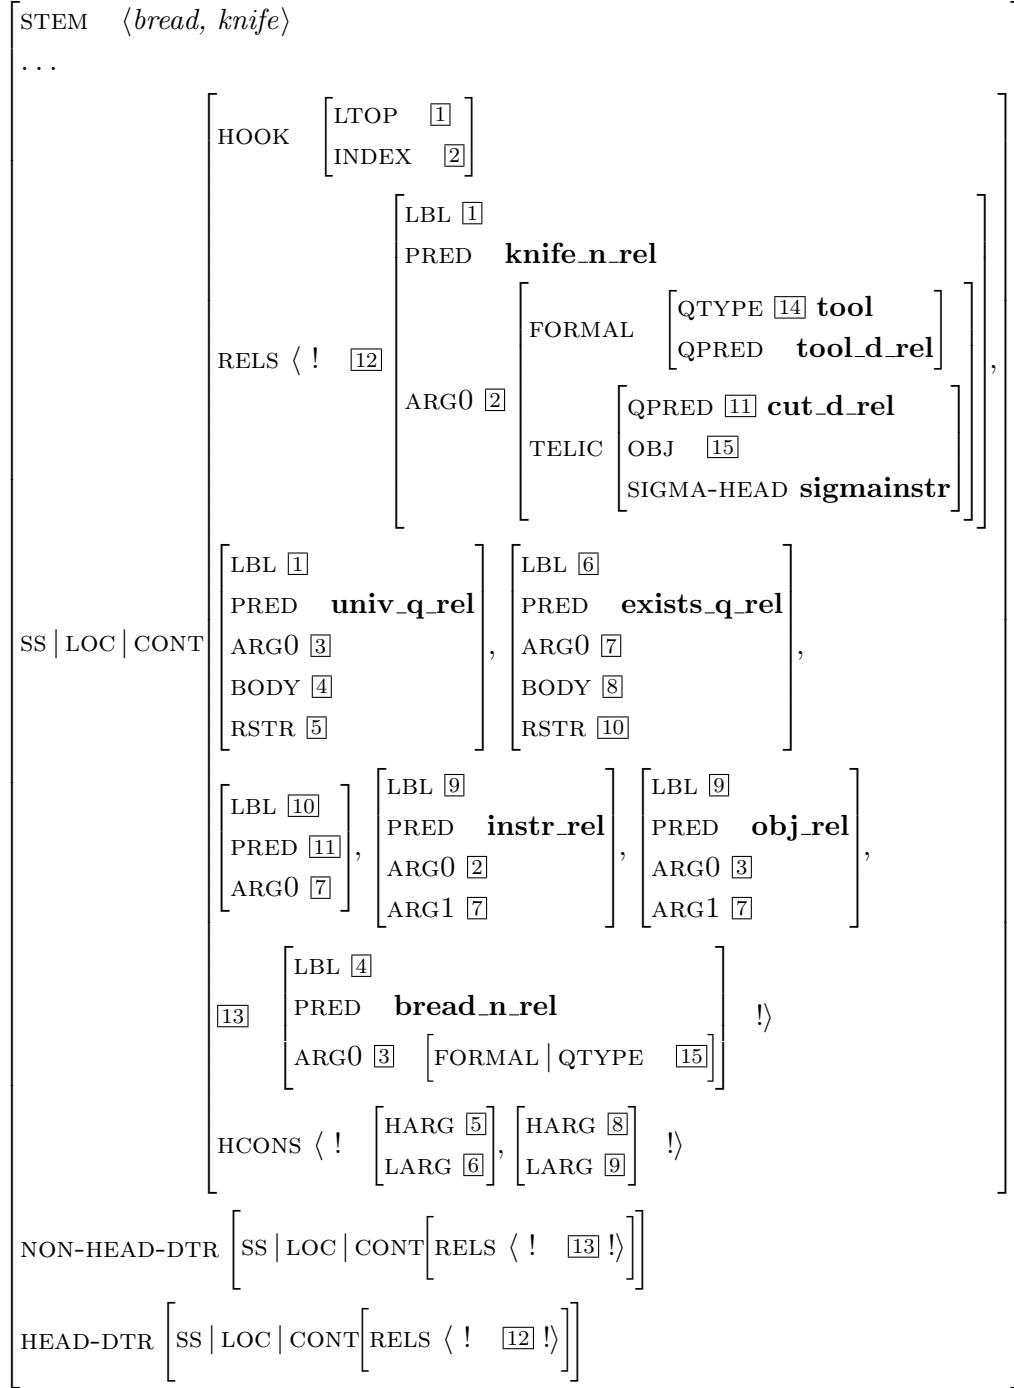 STEM ⟨bread, knife⟩
. . .
HOOK LTOP 1
INDEX 2
RELS ⟨ ! 12 LBL 1
PRED knife_n_rel
ARG0 2 FORMAL QTYPE 14 tool
QPRED tool_d_rel
TELIC QPRED 11 cut_d_rel
OBJ 15
SIGMA-HEAD sigmainstr ,
SS | LOC | CONT
LBL 1
PRED univ_q_rel
ARG0 3
BODY 4
RSTR 5 ,
LBL 6
PRED exists_q_rel
ARG0 7
BODY 8
RSTR 10 ,
LBL 10
PRED 11
ARG0 7 ,
LBL 9
PRED instr_rel
ARG0 2
ARG1 7 ,
LBL 9
PRED obj_rel
ARG0 3
ARG1 7 ,
13 LBL 4
PRED bread_n_rel
ARG0 3 [FORMAL | QTYPE 15] !⟩
HCONS ⟨ ! HARG 5
LARG 6 ,
HARG 8
LARG 9 !⟩
NON-HEAD-DTR [SS | LOC | CONT[RELS ⟨ ! 13 !⟩]]
HEAD-DTR [SS | LOC | CONT[RELS ⟨ ! 12 !⟩]]